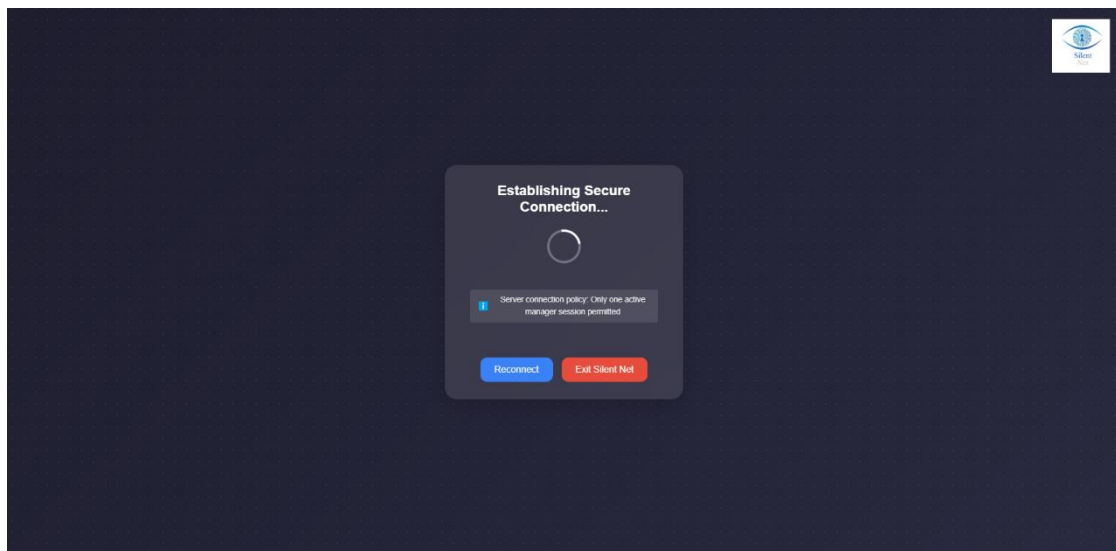 Silent
Net
Establishing Secure
Connection...
i
Server connection policy: Only one active
manager session permitted
Reconnect
Exit Silent Net